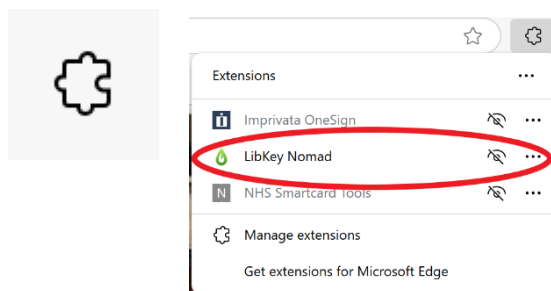 Extensions
Imprivata OneSign
LibKey Nomad
N NHS Smartcard Tools
Manage extensions
Get extensions for Microsoft Edge